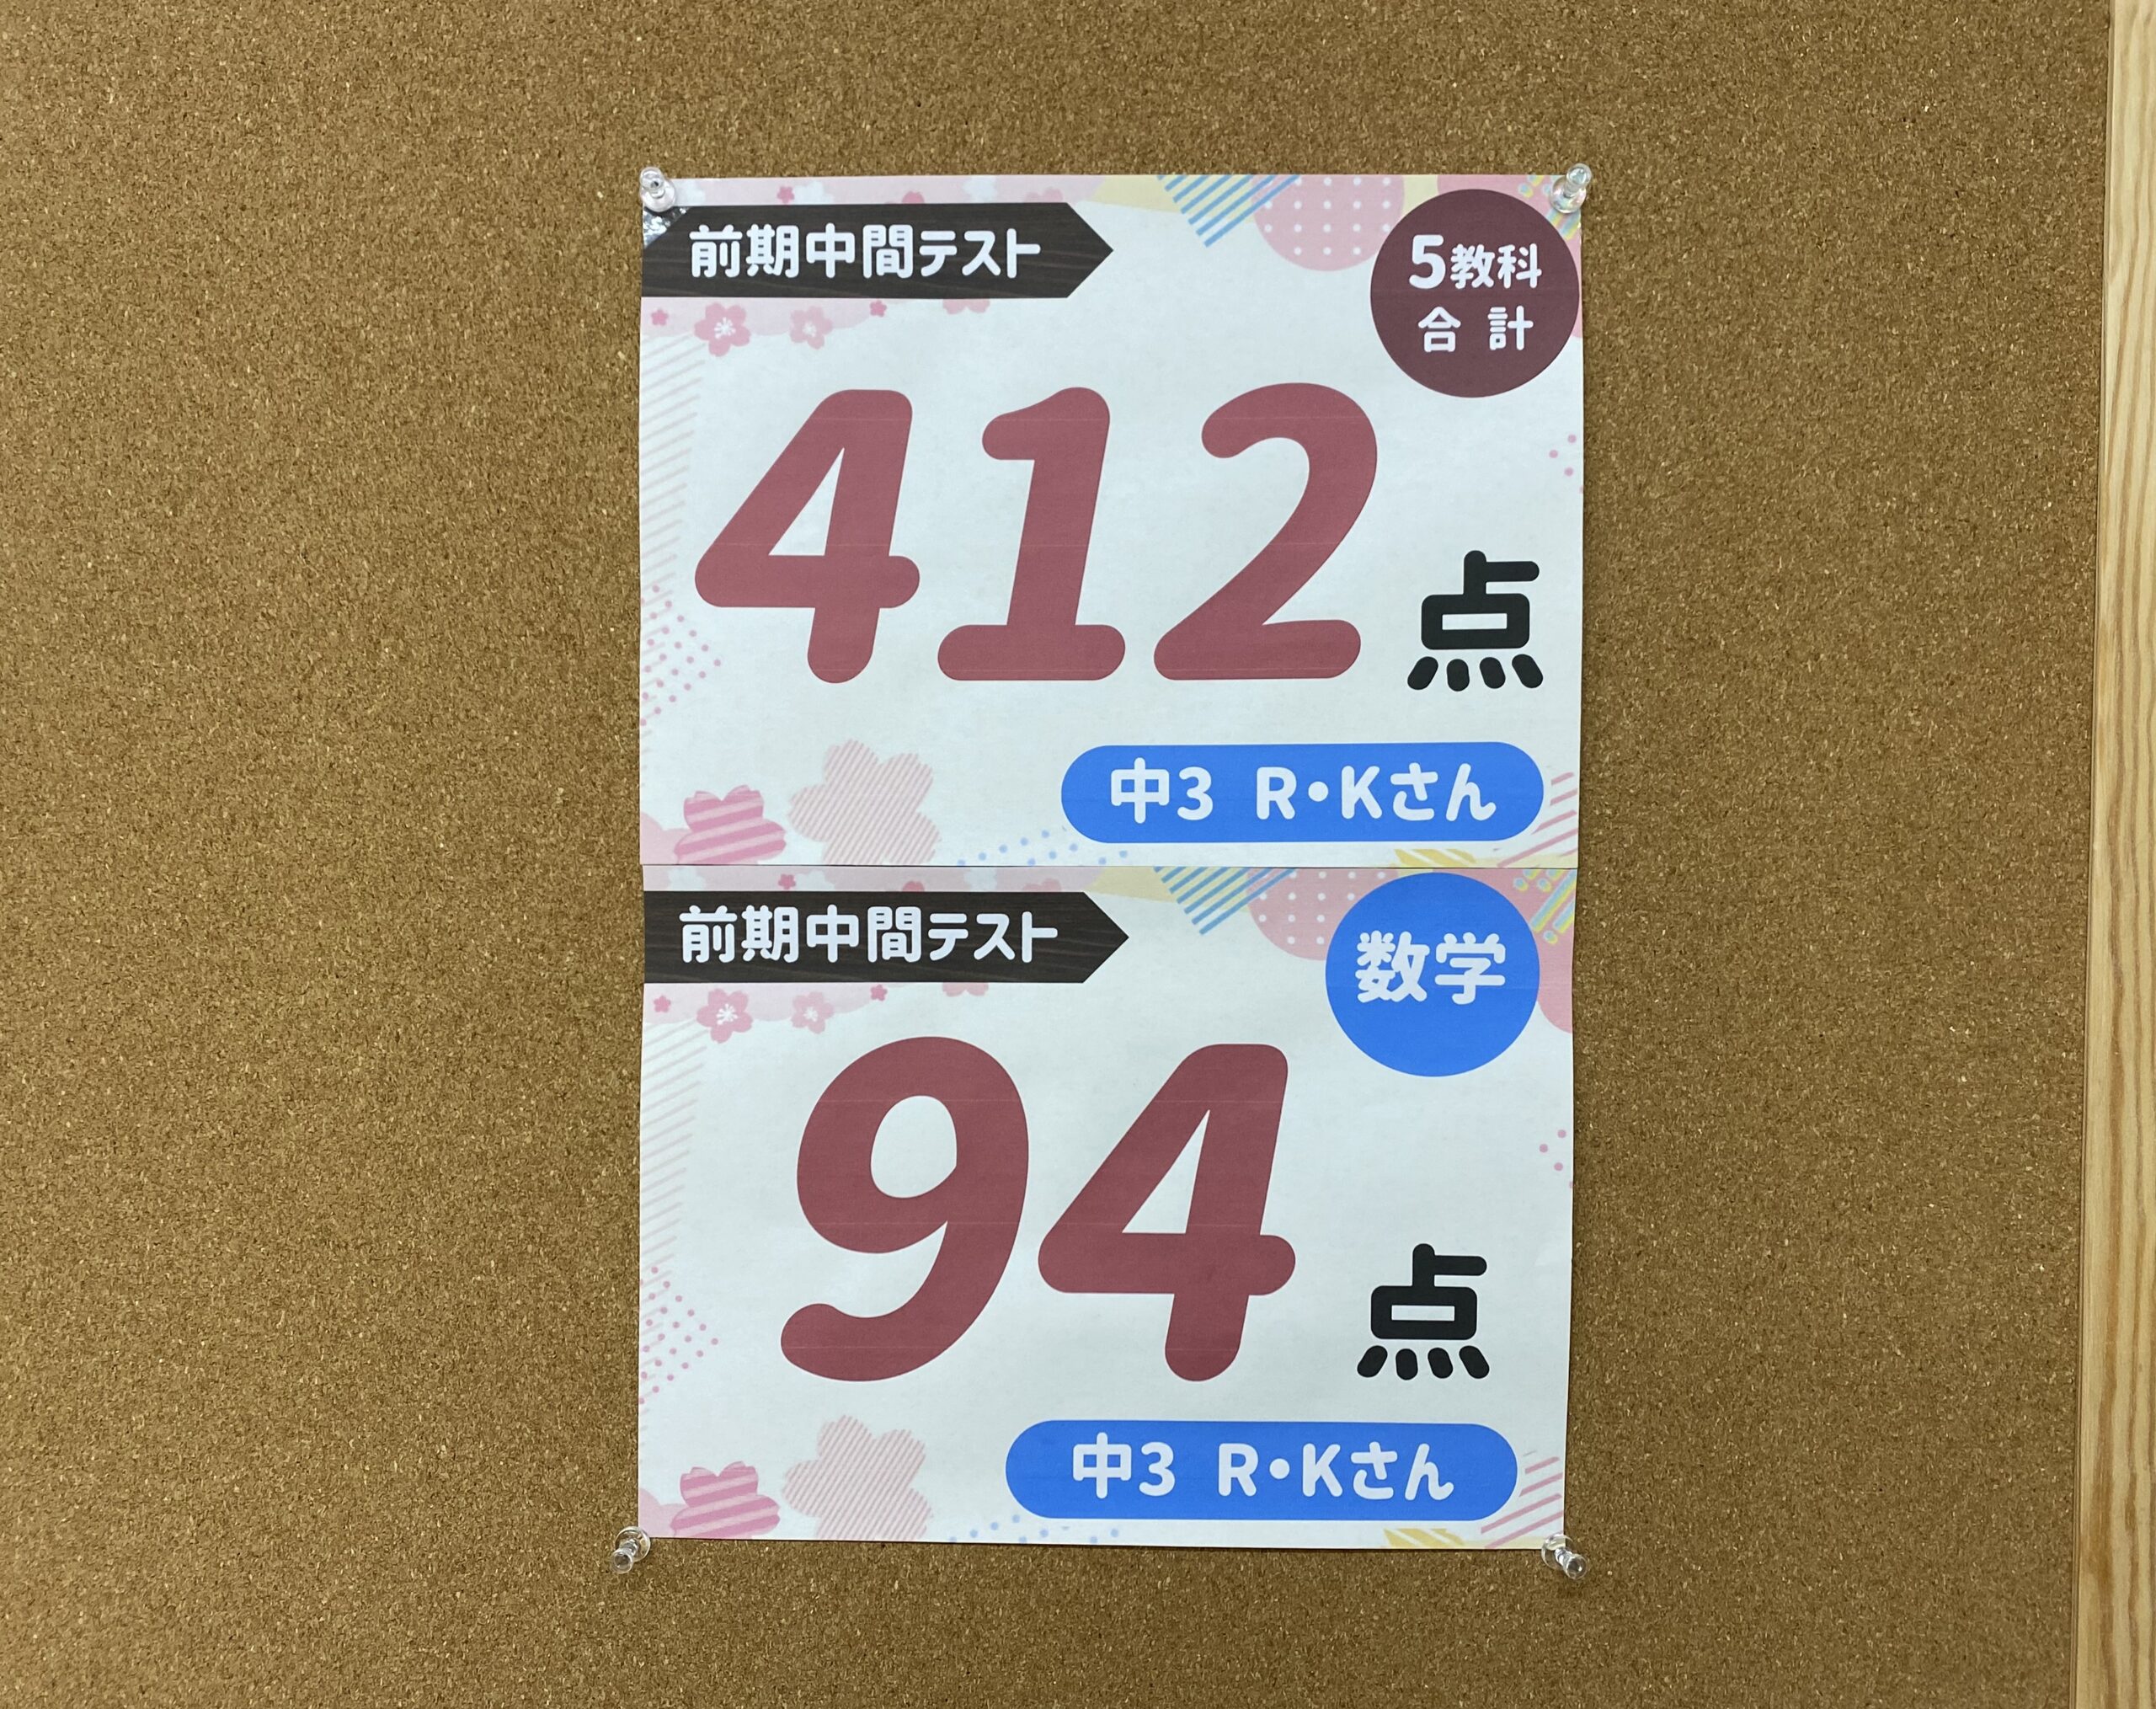 前期中間テスト
5教科
合計
412点
中3 R・Kさん
前期中間テスト
数学
94点
中3 R・Kさん